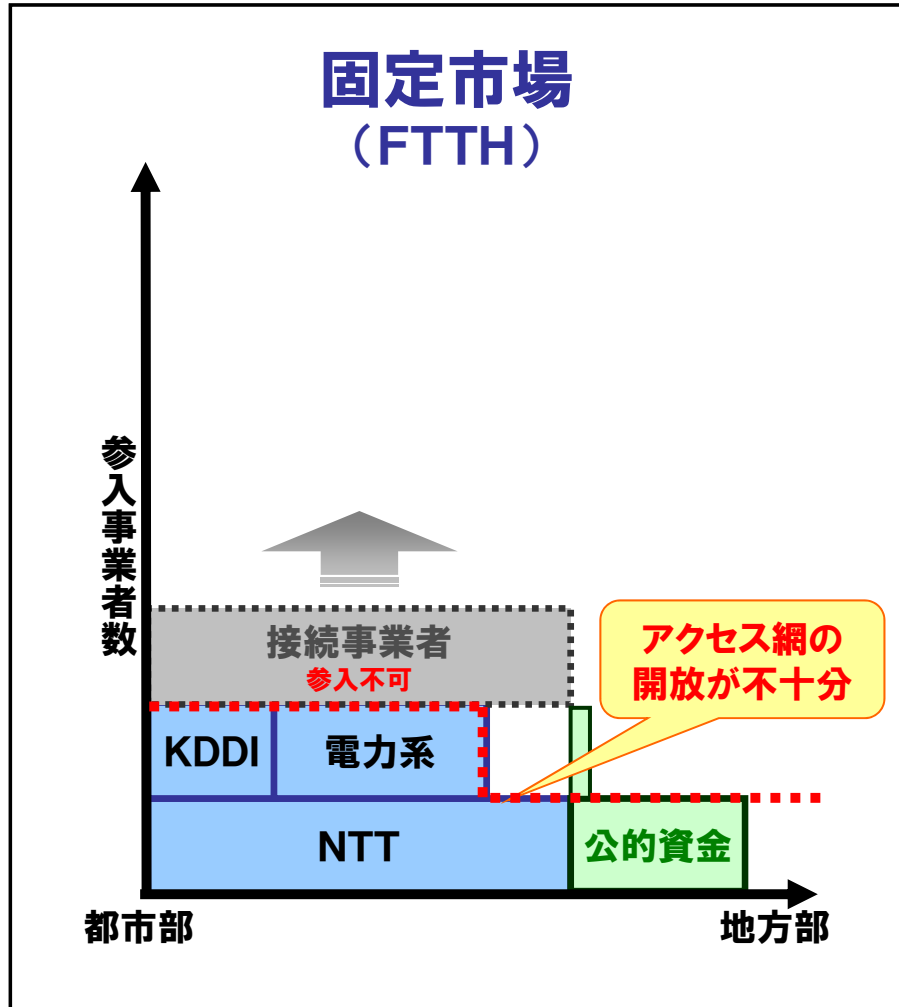 固定市場
（FTTH）
参入事業者数
接続事業者
参入不可
アクセス網の
開放が不十分
KDDI
電力系
NTT
公的資金
都市部
地方部